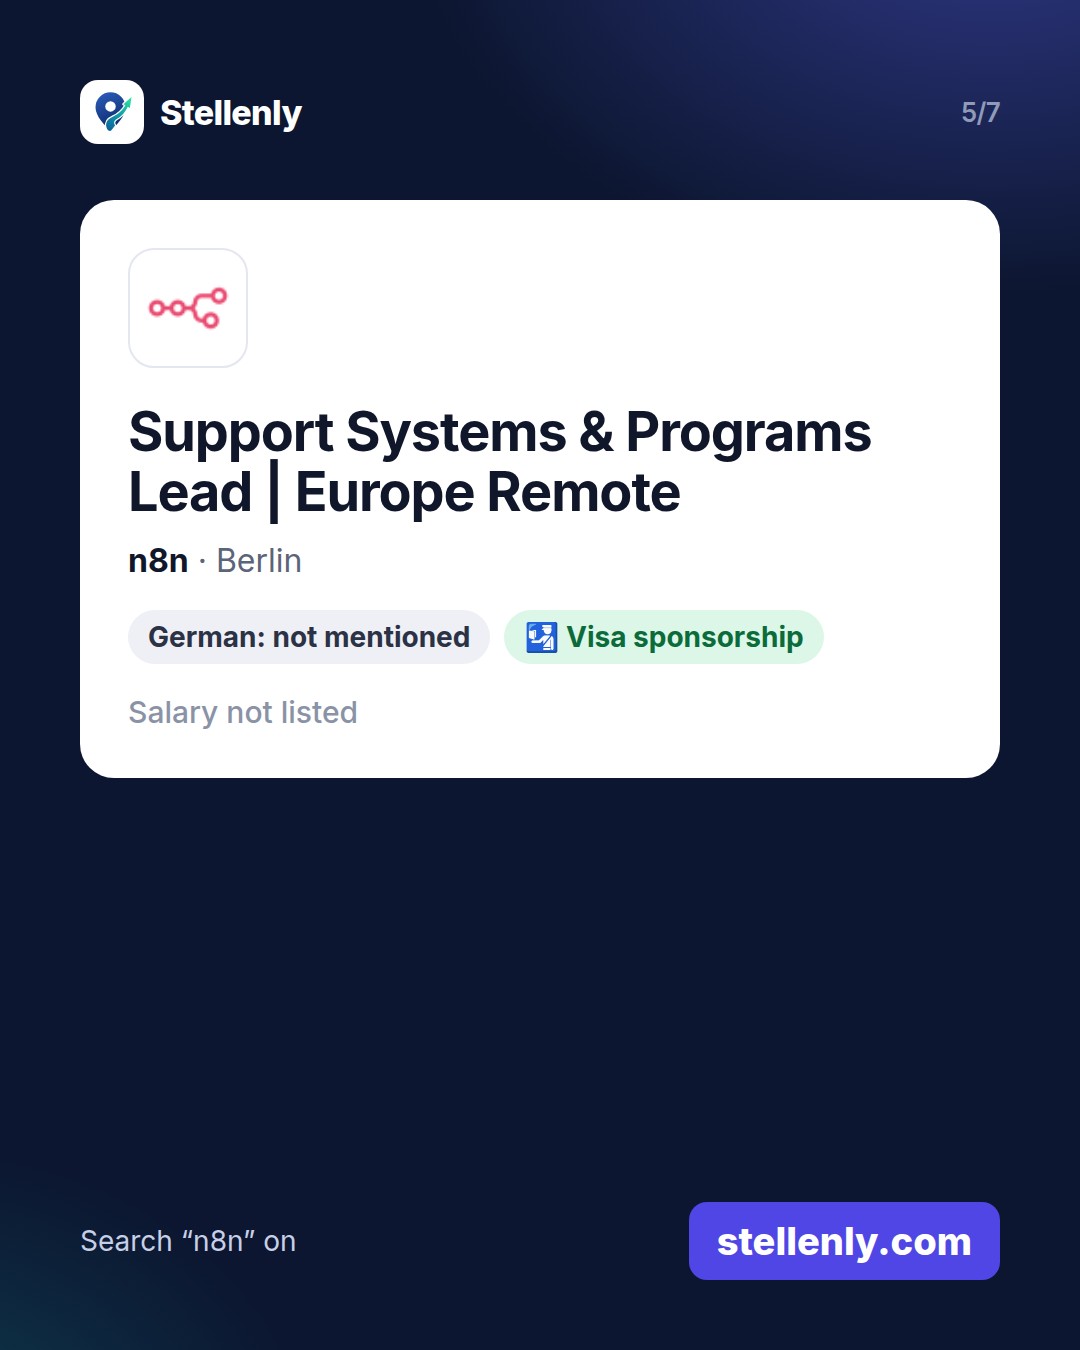 Stellenly
5/7
Support Systems & Programs
Lead | Europe Remote
n8n · Berlin
German: not mentioned
🛂 Visa sponsorship
Salary not listed
Search “n8n” on
stellenly.com